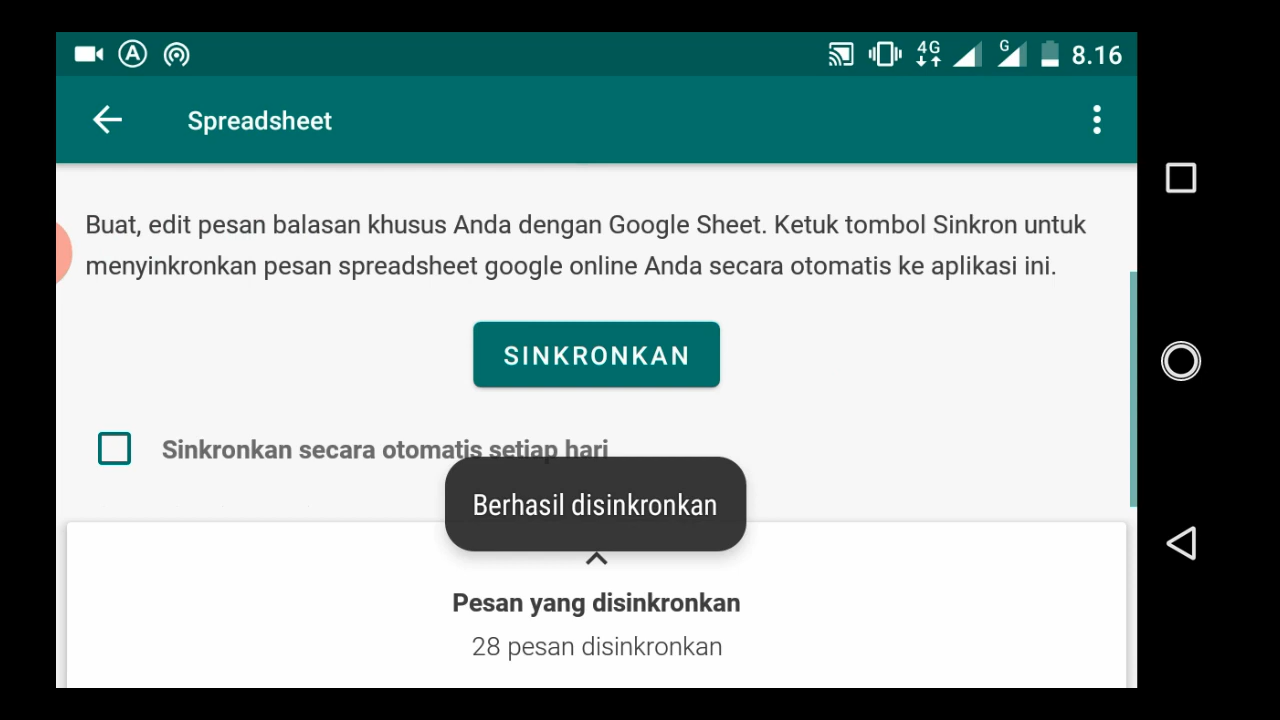 4G G 8.16
Spreadsheet
Buat, edit pesan balasan khusus Anda dengan Google Sheet. Ketuk tombol Sinkron untuk
menyinkronkan pesan spreadsheet google online Anda secara otomatis ke aplikasi ini.
SINKRONKAN
Sinkronkan secara otomatis setiap hari
Berhasil disinkronkan
Pesan yang disinkronkan
28 pesan disinkronkan